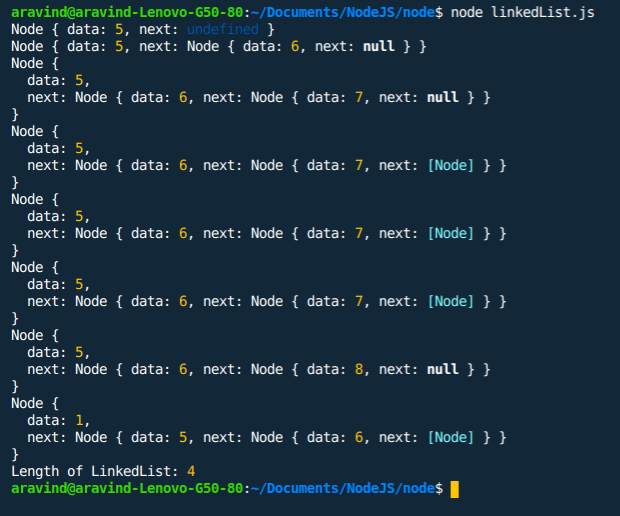 aravind@aravind-Lenovo-G50-80:~/Documents/NodeJS/node$ node linkedList.js
Node { data: 5, next: undefined }
Node { data: 5, next: Node { data: 6, next: null } }
Node {
  data: 5,
  next: Node { data: 6, next: Node { data: 7, next: null } }
}
Node {
  data: 5,
  next: Node { data: 6, next: Node { data: 7, next: [Node] } }
}
Node {
  data: 5,
  next: Node { data: 6, next: Node { data: 7, next: [Node] } }
}
Node {
  data: 5,
  next: Node { data: 6, next: Node { data: 7, next: [Node] } }
}
Node {
  data: 5,
  next: Node { data: 6, next: Node { data: 8, next: null } }
}
Node {
  data: 1,
  next: Node { data: 5, next: Node { data: 6, next: [Node] } }
}
Length of LinkedList: 4
aravind@aravind-Lenovo-G50-80:~/Documents/NodeJS/node$